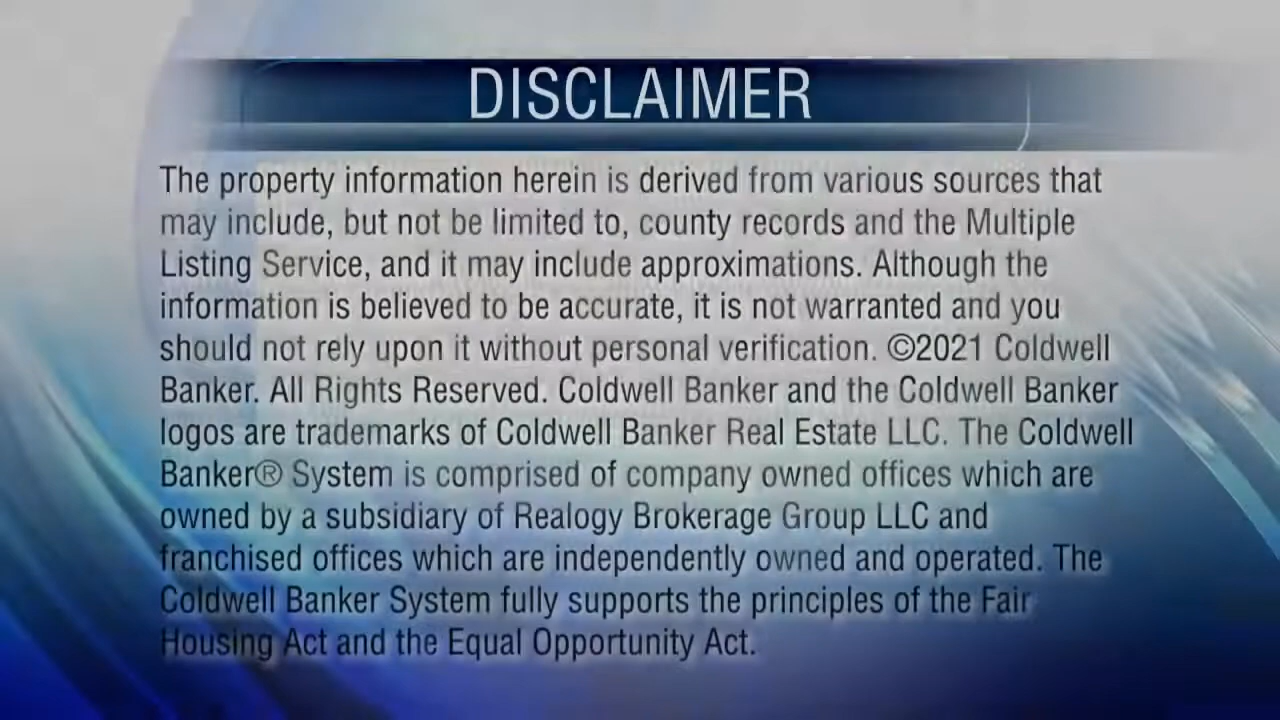 DISCLAIMER
The property information herein is derived from various sources that
may include, but not be limited to, county records and the Multiple
Listing Service, and it may include approximations. Although the
information is believed to be accurate, it is not warranted and you
should not rely upon it without personal verification. ©2021 Coldwell
Banker. All Rights Reserved. Coldwell Banker and the Coldwell Banker
logos are trademarks of Coldwell Banker Real Estate LLC. The Coldwell
Banker® System is comprised of company owned offices which are
owned by a subsidiary of Realogy Brokerage Group LLC and
franchised offices which are independently owned and operated. The
Coldwell Banker System fully supports the principles of the Fair
Housing Act and the Equal Opportunity Act.